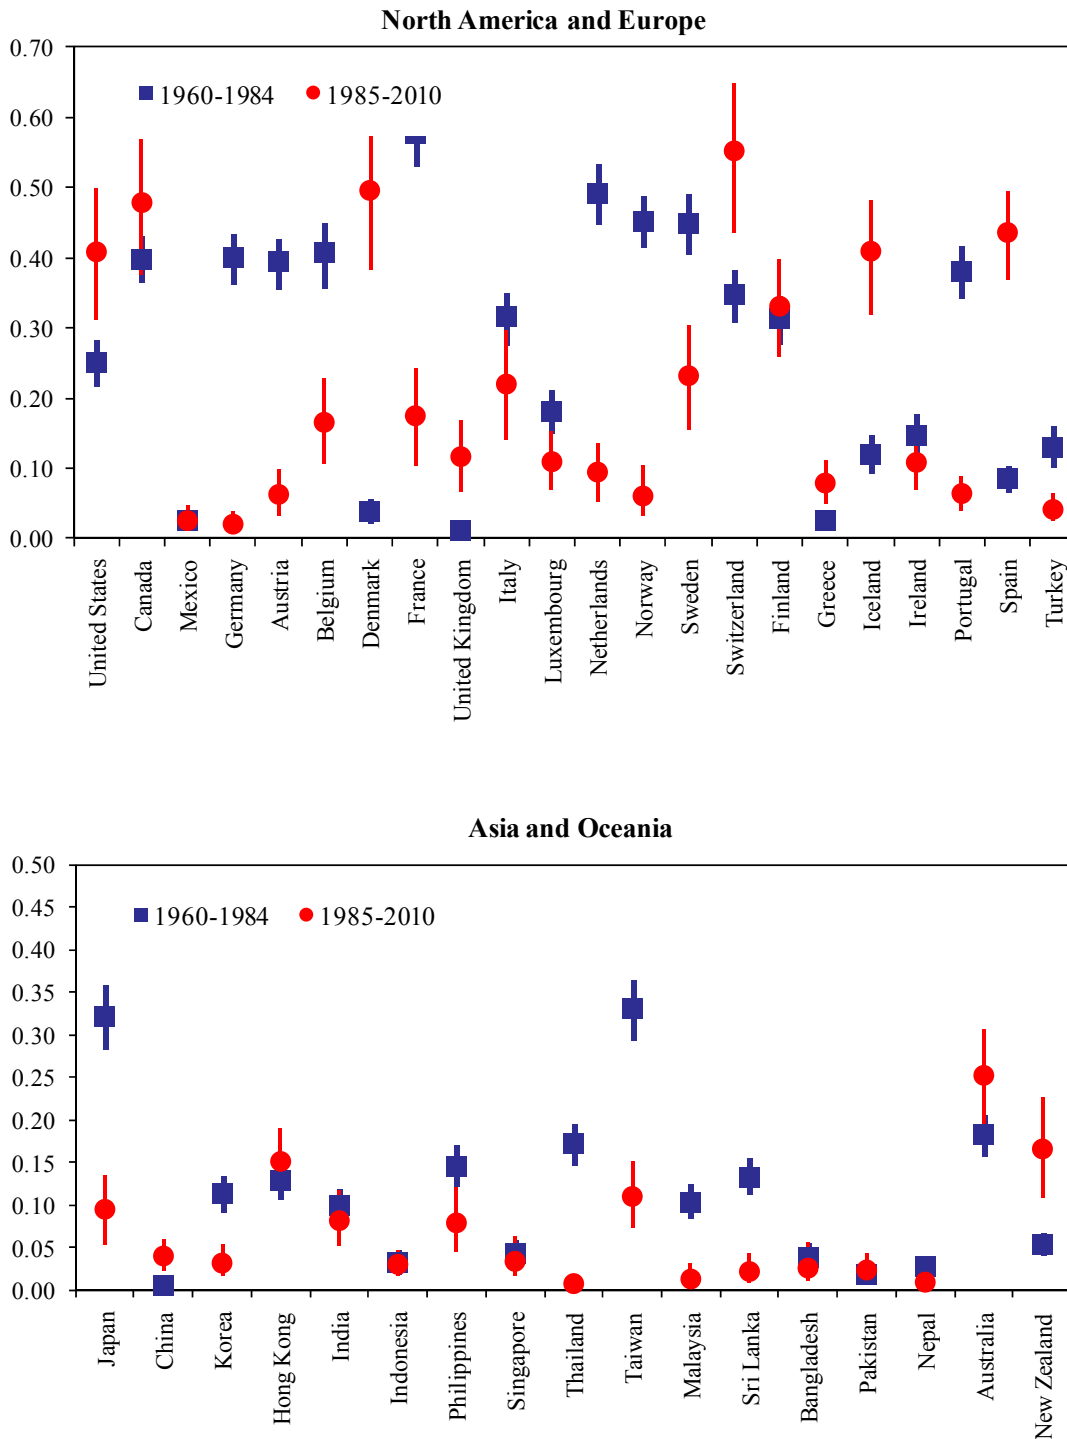 North America and Europe
0.70
0.60
0.50
0.40
0.30
0.20
0.10
0.00
1960-1984 1985-2010
United States
Canada
Mexico
Germany
Austria
Belgium
Denmark
France
United Kingdom
Italy
Luxembourg
Netherlands
Norway
Sweden
Switzerland
Finland
Greece
Iceland
Ireland
Portugal
Spain
Turkey
Asia and Oceania
0.50
0.45
0.40
0.35
0.30
0.25
0.20
0.15
0.10
0.05
0.00
1960-1984 1985-2010
Japan
China
Korea
Hong Kong
India
Indonesia
Philippines
Singapore
Thailand
Taiwan
Malaysia
Sri Lanka
Bangladesh
Pakistan
Nepal
Australia
New Zealand